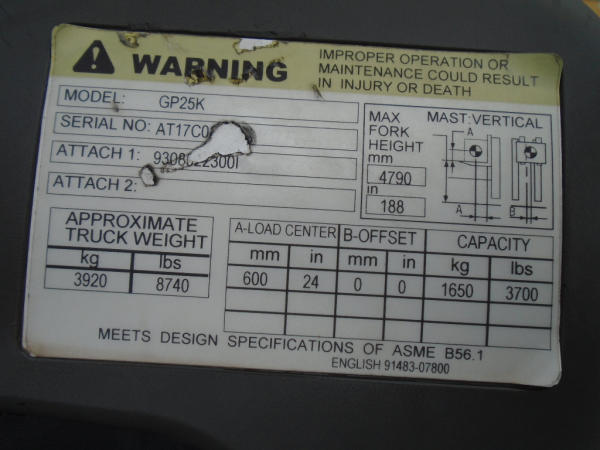 WARNING
IMPROPER OPERATION OR
MAINTENANCE COULD RESULT
IN INJURY OR DEATH
MODEL: GP25K
SERIAL NO: AT17C
ATTACH 1:
ATTACH 2:
MAX
FORK
HEIGHT
mm
4790
in
188
MAST:VERTICAL
A
A
B
APPROXIMATE
TRUCK WEIGHT
kg lbs
3920 8740
A-LOAD CENTER B-OFFSET CAPACITY
mm in mm in kg lbs
600 24 0 0 1650 3700
MEETS DESIGN SPECIFICATIONS OF ASME B56.1
ENGLISH 91483-07800